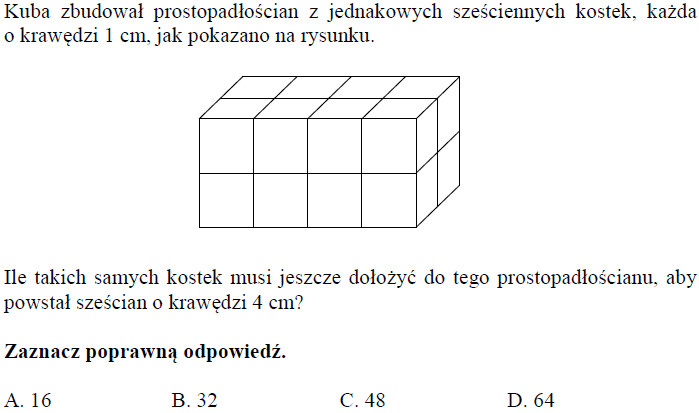 Kuba zbudował prostopadłościan z jednakowych sześciennych kostek, każda
o krawędzi 1 cm, jak pokazano na rysunku.
Ile takich samych kostek musi jeszcze dołożyć do tego prostopadłościanu, aby
powstał sześcian o krawędzi 4 cm?
Zaznacz poprawną odpowiedź.
A. 16 B. 32 C. 48 D. 64